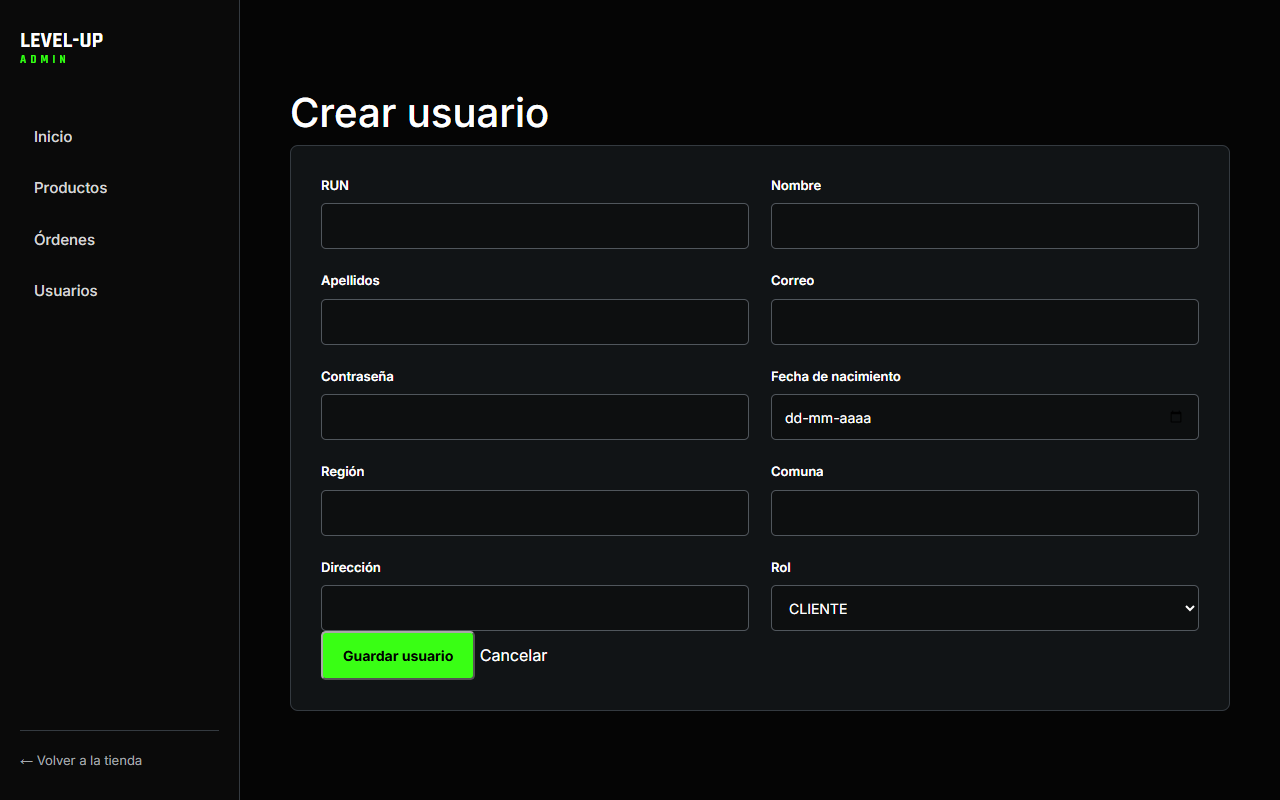 LEVEL-UP
ADMIN
Inicio
Productos
Órdenes
Usuarios
← Volver a la tienda
Crear usuario
RUN
Nombre
Apellidos
Correo
Contraseña
Fecha de nacimiento
dd-mm-aaaa
Región
Comuna
Dirección
Rol
CLIENTE
Guardar usuario Cancelar